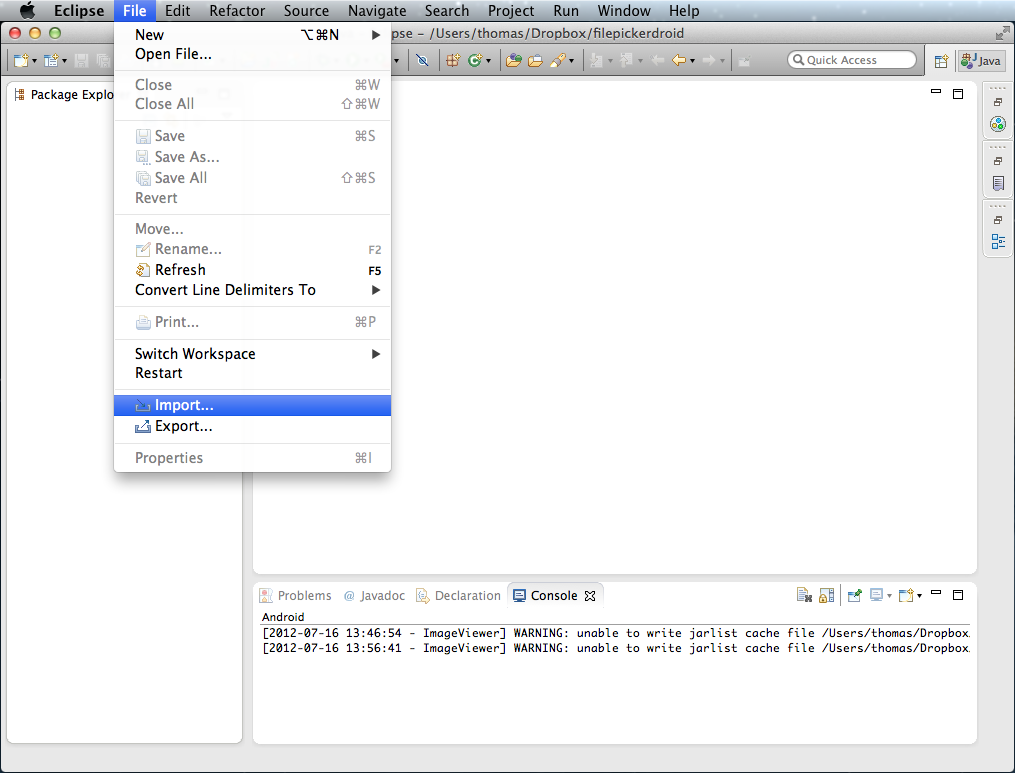 Eclipse File Edit Refactor Source Navigate Search Project Run Window Help
pse – /Users/thomas/Dropbox/filepickerdroid
New ⌥⌘N ▶
Open File...
Quick Access
Java
Close ⌘W
Close All ⇧⌘W
Package Explo
Save ⌘S
Save As...
Save All ⇧⌘S
Revert
Move...
Rename... F2
Refresh F5
Convert Line Delimiters To ▶
Print... ⌘P
Switch Workspace ▶
Restart
Import...
Export...
Properties ⌘I
Problems @ Javadoc Declaration Console
Android
[2012-07-16 13:46:54 - ImageViewer] WARNING: unable to write jarlist cache file /Users/thomas/Dropbox.
[2012-07-16 13:56:41 - ImageViewer] WARNING: unable to write jarlist cache file /Users/thomas/Dropbox.